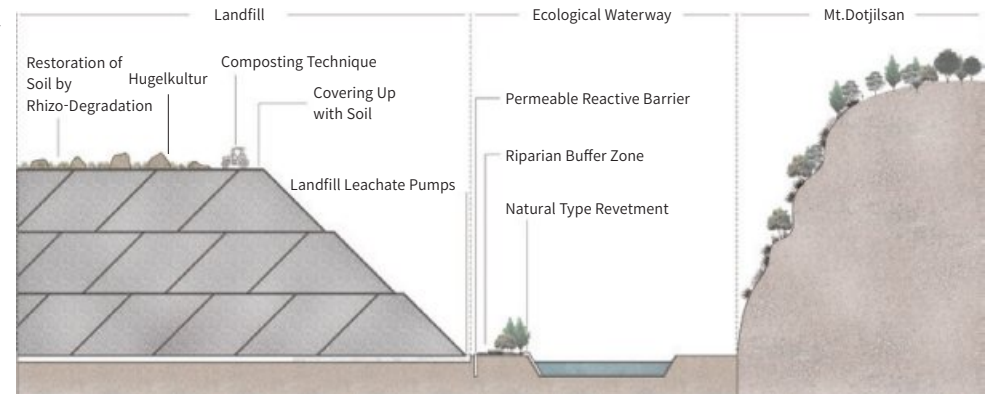 Landfill
Ecological Waterway
Mt.Dotjilsan
Restoration of
Soil by
Rhizo-Degradation
Hugelkultur
Composting Technique
Covering Up
with Soil
Landfill Leachate Pumps
Permeable Reactive Barrier
Riparian Buffer Zone
Natural Type Revetment